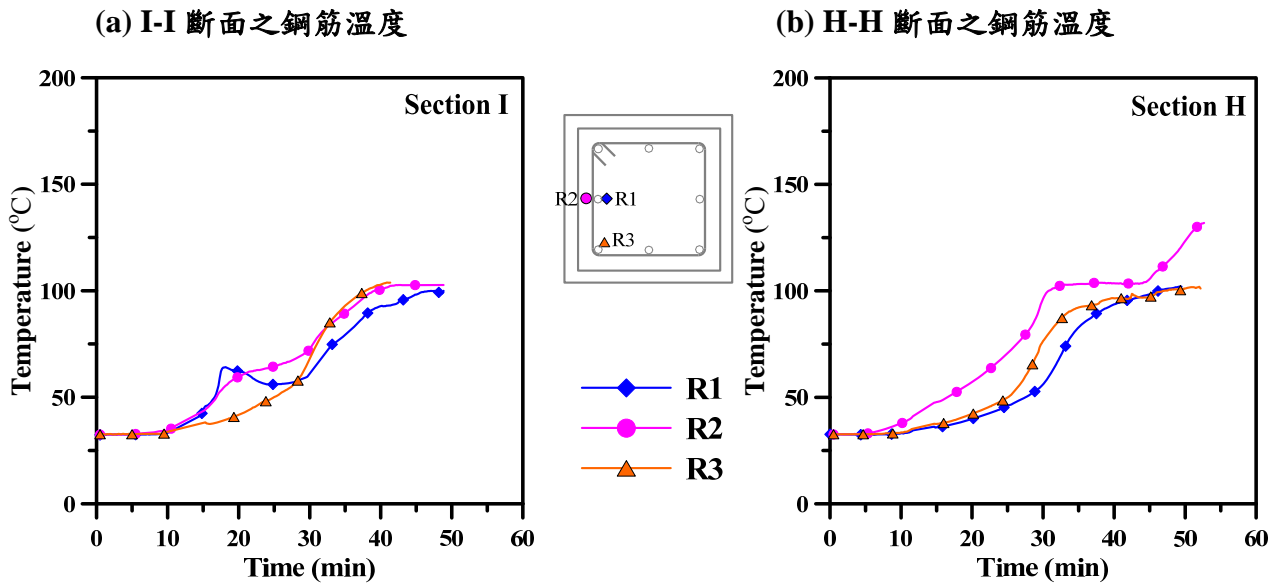 (a) I-I 斷面之鋼筋溫度
(b) H-H 斷面之鋼筋溫度
Section I
Temperature (°C)
200
150
100
50
0
0 10 20 30 40 50 60
Time (min)
R2
R1
R3
R1
R2
R3
Section H
Temperature (°C)
200
150
100
50
0
0 10 20 30 40 50 60
Time (min)